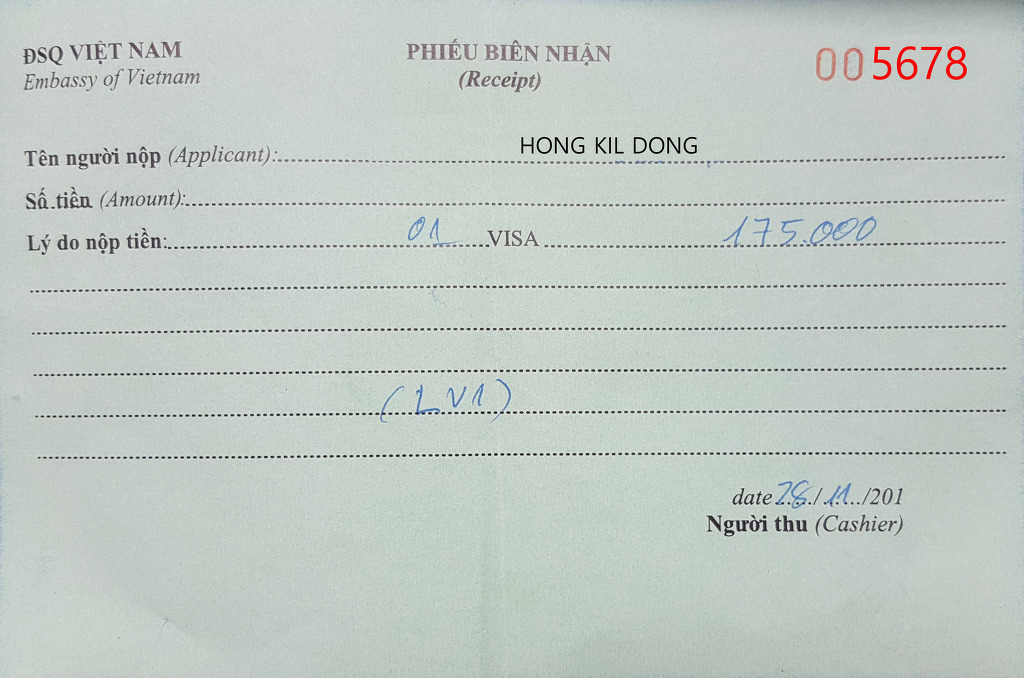 ĐSQ VIỆT NAM
Embassy of Vietnam
PHIẾU BIÊN NHẬN
(Receipt)
005678
Tên người nộp (Applicant): HONG KIL DONG
Số tiền (Amount):
Lý do nộp tiền: 01 VISA 175.000
(LV1)
date 28/11/201
Người thu (Cashier)